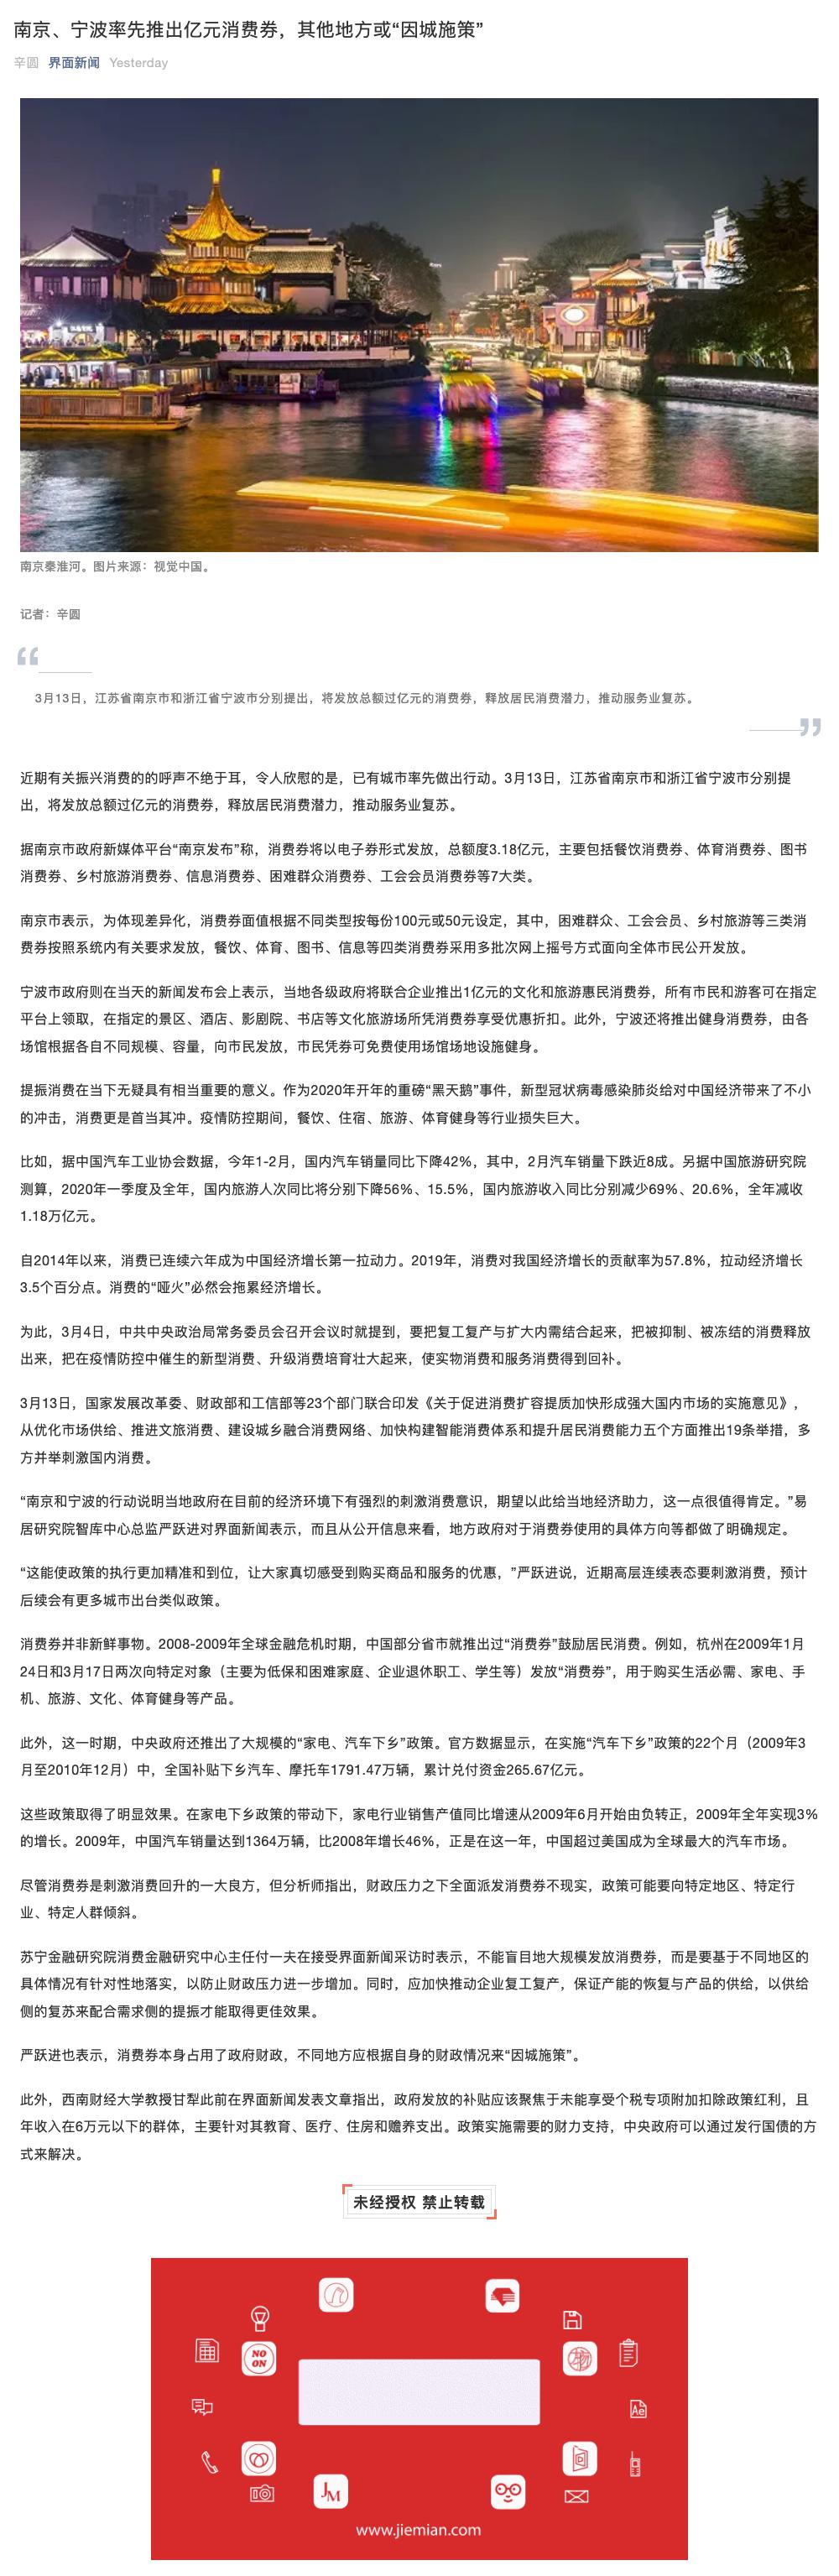 南京、宁波率先推出亿元消费券，其他地方或“因城施策”
辛圆 界面新闻 Yesterday
南京秦淮河。图片来源：视觉中国。
记者：辛圆
“
3月13日，江苏省南京市和浙江省宁波市分别提出，将发放总额过亿元的消费券，释放居民消费潜力，推动服务业复苏。
”
近期有关振兴消费的的呼声不绝于耳，令人欣慰的是，已有城市率先做出行动。3月13日，江苏省南京市和浙江省宁波市分别提
出，将发放总额过亿元的消费券，释放居民消费潜力，推动服务业复苏。
据南京市政府新媒体平台“南京发布”称，消费券将以电子券形式发放，总额度3.18亿元，主要包括餐饮消费券、体育消费券、图书
消费券、乡村旅游消费券、信息消费券、困难群众消费券、工会会员消费券等7大类。
南京市表示，为体现差异化，消费券面值根据不同类型按每份100元或50元设定，其中，困难群众、工会会员、乡村旅游等三类消
费券按照系统内有关要求发放，餐饮、体育、图书、信息等四类消费券采用多批次网上摇号方式面向全体市民公开发放。
宁波市政府则在当天的新闻发布会上表示，当地各级政府将联合企业推出1亿元的文化和旅游惠民消费券，所有市民和游客可在指定
平台上领取，在指定的景区、酒店、影剧院、书店等文化旅游场所凭消费券享受优惠折扣。此外，宁波还将推出健身消费券，由各
场馆根据各自不同规模、容量，向市民发放，市民凭券可免费使用场馆场地设施健身。
提振消费在当下无疑具有相当重要的意义。作为2020年开年的重磅“黑天鹅”事件，新型冠状病毒感染肺炎给对中国经济带来了不小
的冲击，消费更是首当其冲。疫情防控期间，餐饮、住宿、旅游、体育健身等行业损失巨大。
比如，据中国汽车工业协会数据，今年1-2月，国内汽车销量同比下降42%，其中，2月汽车销量下跌近8成。另据中国旅游研究院
测算，2020年一季度及全年，国内旅游人次同比将分别下降56%、15.5%，国内旅游收入同比分别减少69%、20.6%，全年减收
1.18万亿元。
自2014年以来，消费已连续六年成为中国经济增长第一拉动力。2019年，消费对我国经济增长的贡献率为57.8%，拉动经济增长
3.5个百分点。消费的“哑火”必然会拖累经济增长。
为此，3月4日，中共中央政治局常务委员会召开会议时就提到，要把复工复产与扩大内需结合起来，把被抑制、被冻结的消费释放
出来，把在疫情防控中催生的新型消费、升级消费培育壮大起来，使实物消费和服务消费得到回补。
3月13日，国家发展改革委、财政部和工信部等23个部门联合印发《关于促进消费扩容提质加快形成强大国内市场的实施意见》，
从优化市场供给、推进文旅消费、建设城乡融合消费网络、加快构建智能消费体系和提升居民消费能力五个方面推出19条举措，多
方并举刺激国内消费。
“南京和宁波的行动说明当地政府在目前的经济环境下有强烈的刺激消费意识，期望以此给当地经济助力，这一点很值得肯定。”易
居研究院智库中心总监严跃进对界面新闻表示，而且从公开信息来看，地方政府对于消费券使用的具体方向等都做了明确规定。
“这能使政策的执行更加精准和到位，让大家真切感受到购买商品和服务的优惠，”严跃进说，近期高层连续表态要刺激消费，预计
后续会有更多城市出台类似政策。
消费券并非新鲜事物。2008-2009年全球金融危机时期，中国部分省市就推出过“消费券”鼓励居民消费。例如，杭州在2009年1月
24日和3月17日两次向特定对象（主要为低保和困难家庭、企业退休职工、学生等）发放“消费券”，用于购买生活必需、家电、手
机、旅游、文化、体育健身等产品。
此外，这一时期，中央政府还推出了大规模的“家电、汽车下乡”政策。官方数据显示，在实施“汽车下乡”政策的22个月（2009年3
月至2010年12月）中，全国补贴下乡汽车、摩托车1791.47万辆，累计兑付资金265.67亿元。
这些政策取得了明显效果。在家电下乡政策的带动下，家电行业销售产值同比增速从2009年6月开始由负转正，2009年全年实现3%
的增长。2009年，中国汽车销量达到1364万辆，比2008年增长46%，正是在这一年，中国超过美国成为全球最大的汽车市场。
尽管消费券是刺激消费回升的一大良方，但分析师指出，财政压力之下全面派发消费券不现实，政策可能要向特定地区、特定行
业、特定人群倾斜。
苏宁金融研究院消费金融研究中心主任付一夫在接受界面新闻采访时表示，不能盲目地大规模发放消费券，而是要基于不同地区的
具体情况有针对性地落实，以防止财政压力进一步增加。同时，应加快推动企业复工复产，保证产能的恢复与产品的供给，以供给
侧的复苏来配合需求侧的提振才能取得更佳效果。
严跃进也表示，消费券本身占用了政府财政，不同地方应根据自身的财政情况来“因城施策”。
此外，西南财经大学教授甘犁此前在界面新闻发表文章指出，政府发放的补贴应该聚焦于未能享受个税专项附加扣除政策红利，且
年收入在6万元以下的群体，主要针对其教育、医疗、住房和赡养支出。政策实施需要的财力支持，中央政府可以通过发行国债的方
式来解决。
未经授权 禁止转载
NO
ON
Ae
JM
www.jiemian.com